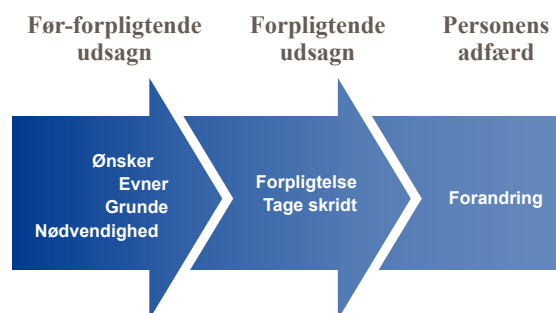 Før-forpligtende
udsagn
Forpligtende
udsagn
Personens
adfærd
Ønsker
Evner
Grunde
Nødvendighed
Forpligtelse
Tage skridt
Forandring